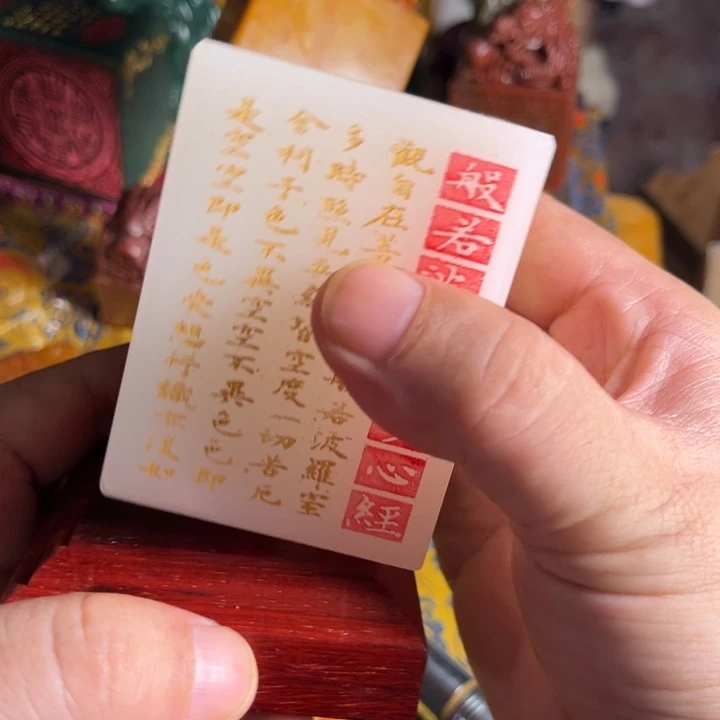 般若心經
觀自在菩般若波羅蜜
多時照見五蘊皆空度一切苦厄
舍利子色不異空空不異色色即
是空空即是色受想行識亦復如